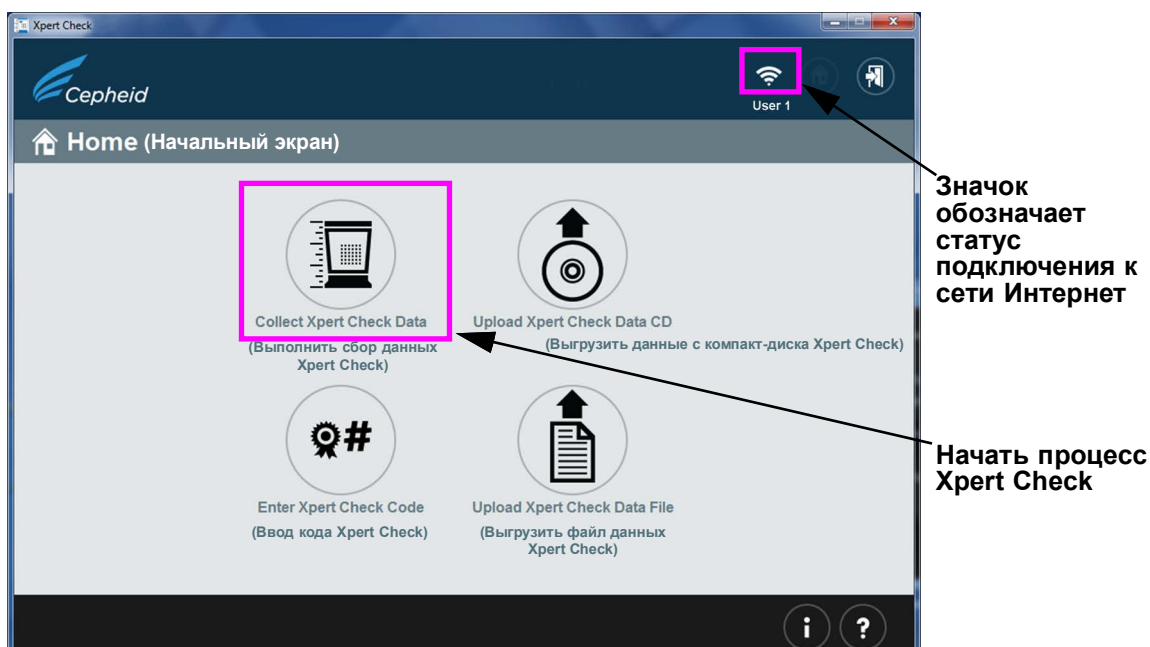 Xpert Check
Cepheid
User 1
Home (Начальный экран)
Значок
обозначает
статус
подключения к
сети Интернет
Collect Xpert Check Data
(Выполнить сбор данных
Xpert Check)
Upload Xpert Check Data CD
(Выгрузить данные с компакт-диска Xpert Check)
Начать процесс
Xpert Check
#
Enter Xpert Check Code
(Ввод кода Xpert Check)
Upload Xpert Check Data File
(Выгрузить файл данных
Xpert Check)
i ?